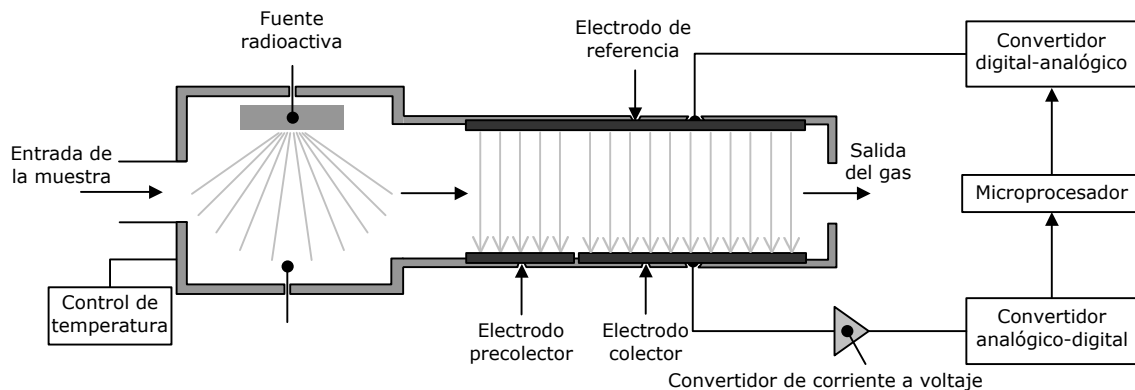 Fuente
radioactiva
Electrodo de
referencia
Convertidor
digital-analógico
Entrada de
la muestra
Salida
del gas
Microprocesador
Control de
temperatura
Electrodo
precolector
Electrodo
colector
Convertidor
analógico-digital
Convertidor de corriente a voltaje